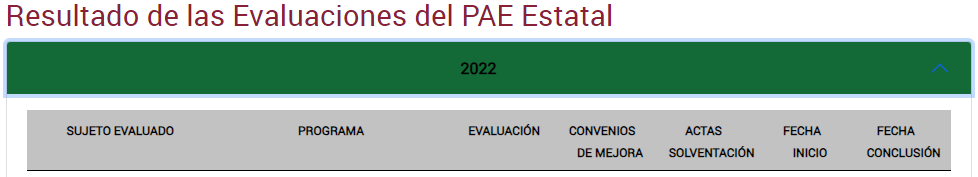 Resultado de las Evaluaciones del PAE Estatal
2022
SUJETO EVALUADO PROGRAMA EVALUACIÓN CONVENIOS DE MEJORA ACTAS SOLVENTACIÓN FECHA INICIO FECHA CONCLUSIÓN